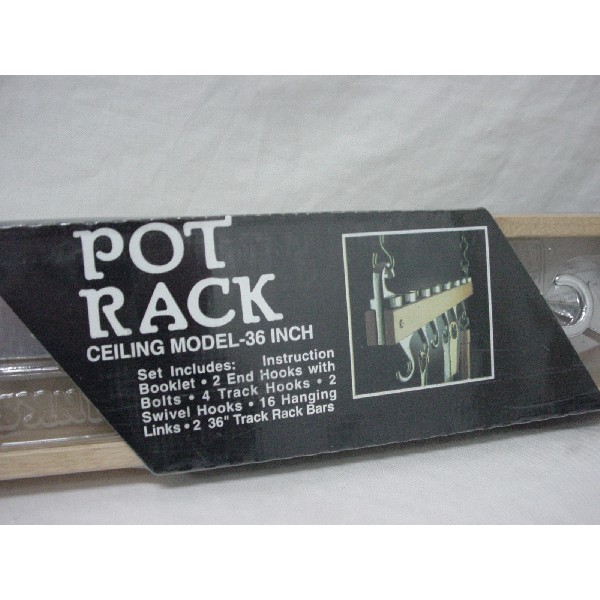 POT
RACK
CEILING MODEL-36 INCH
Set Includes: Instruction
Booklet • 2 End Hooks with
Bolts • 4 Track Hooks • 2
Swivel Hooks • 16 Hanging
Links • 2 36" Track Rack Bars